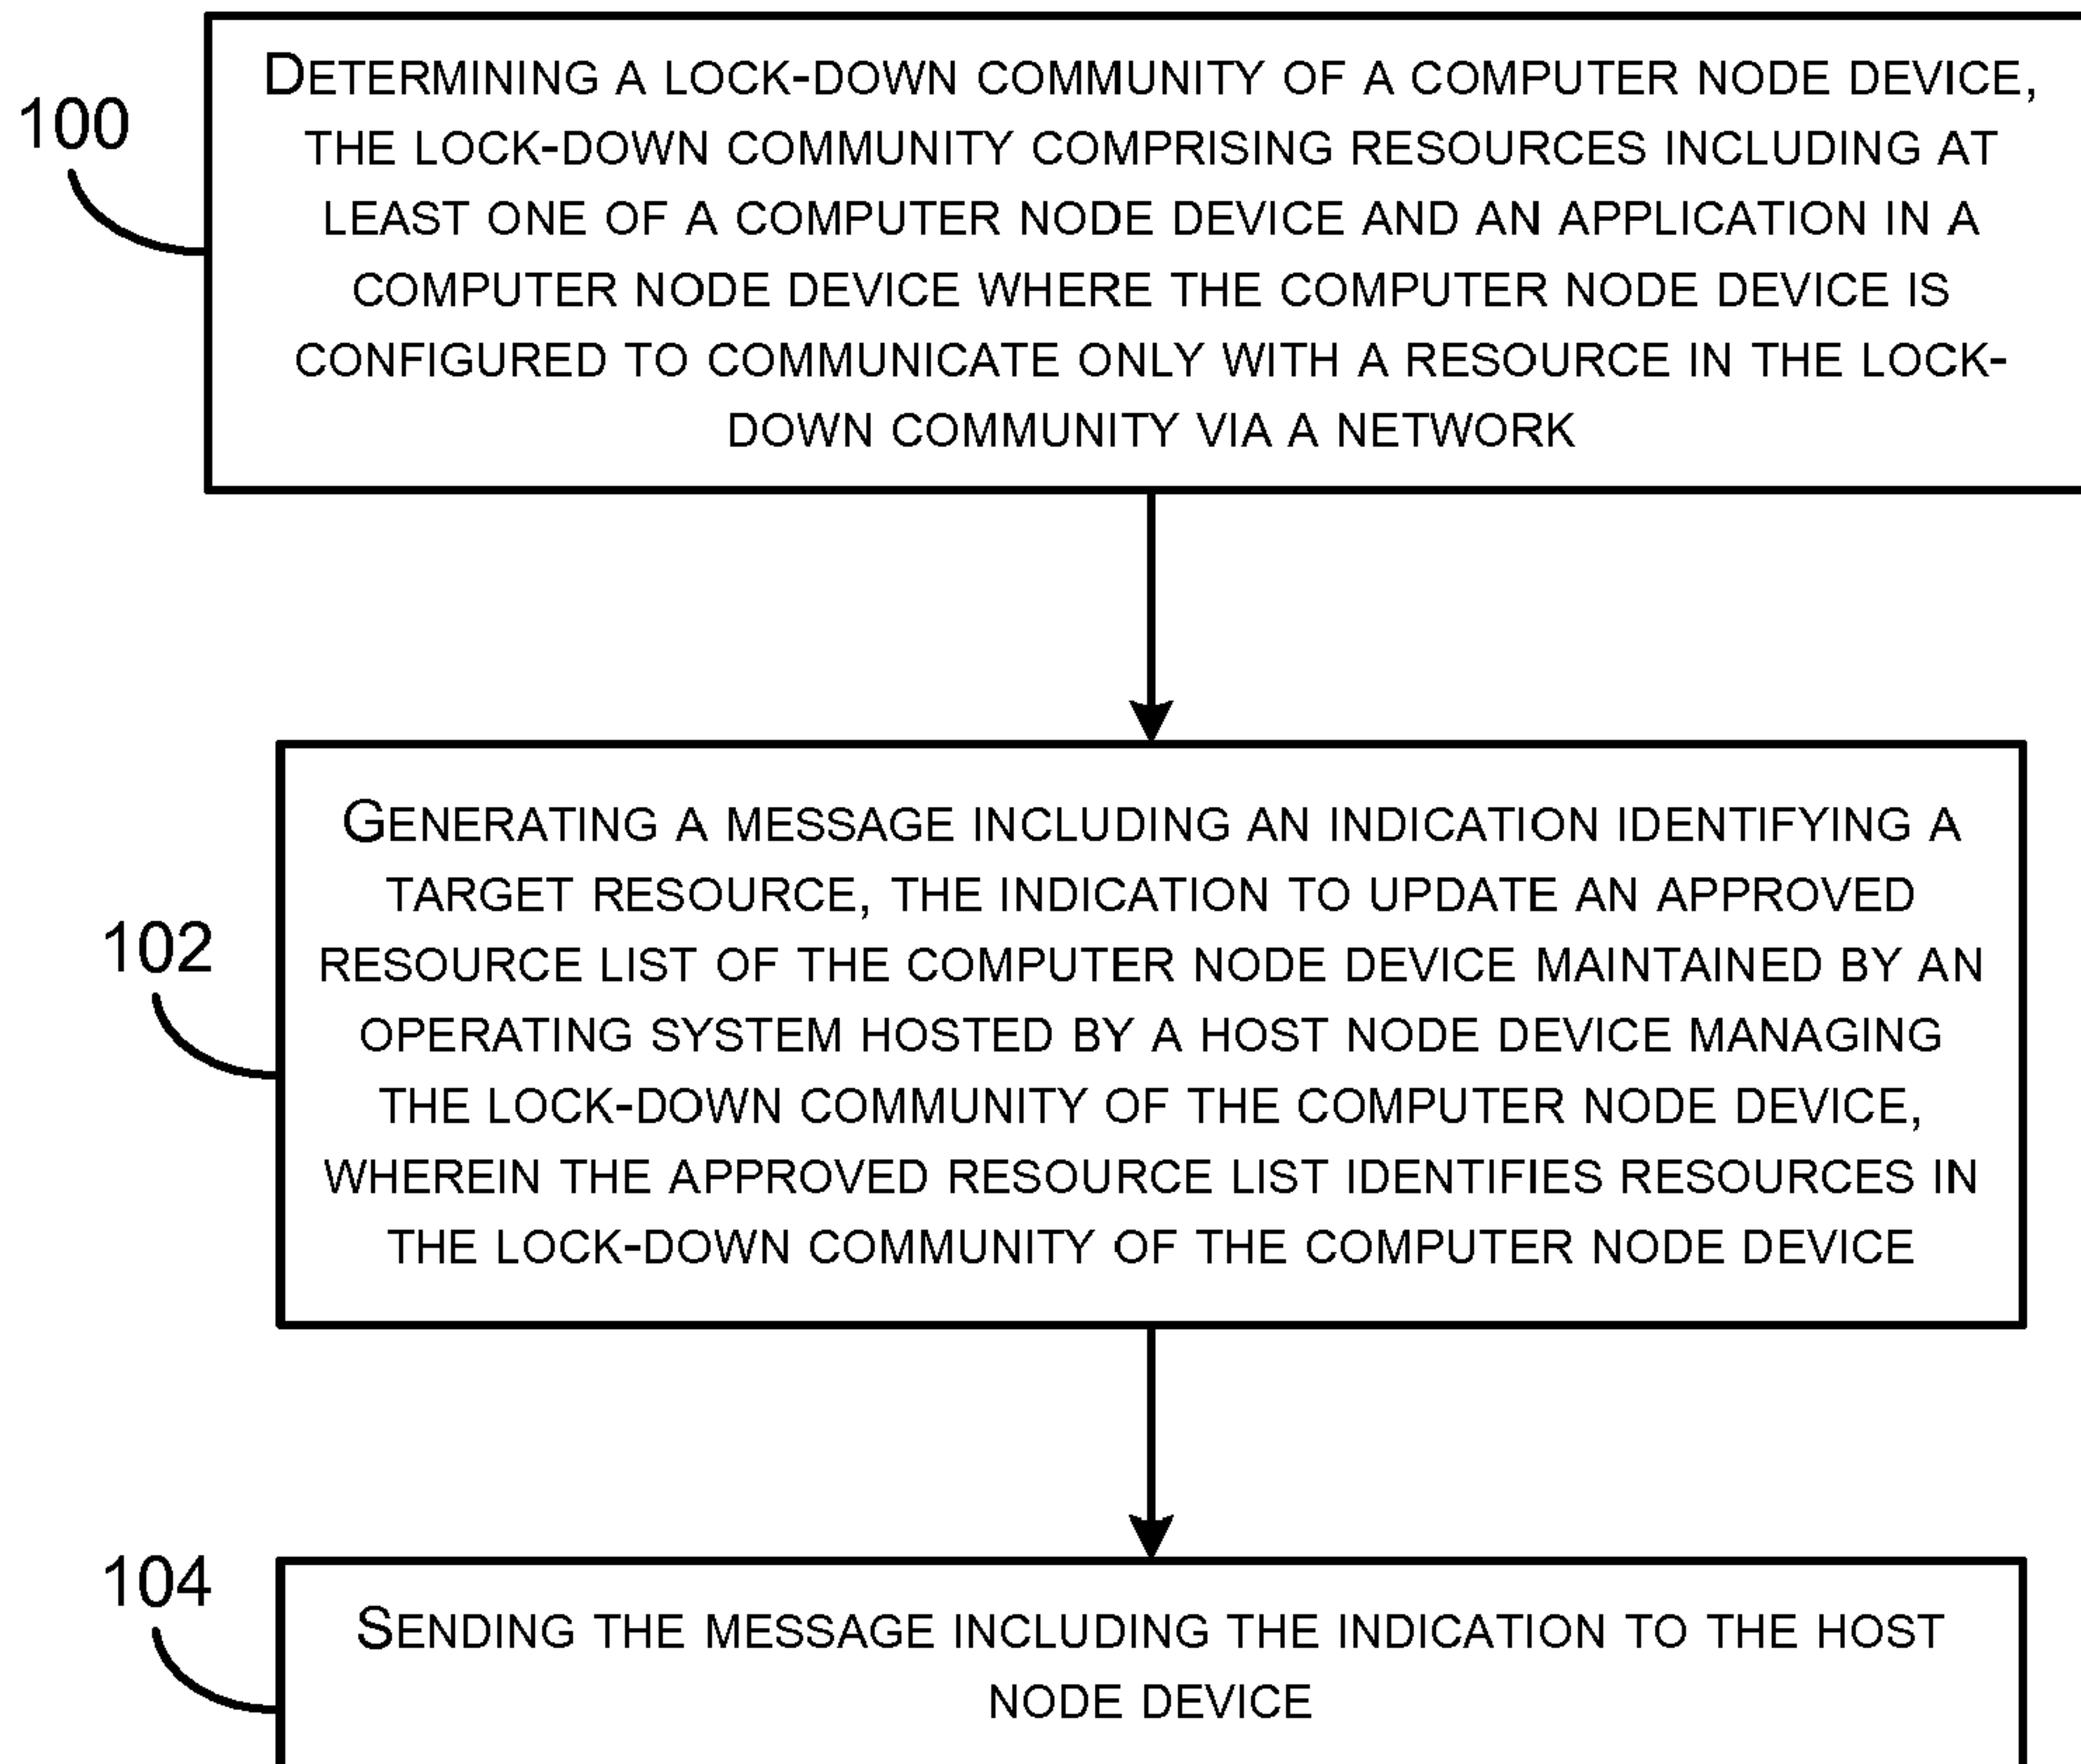 100
DETERMINING A LOCK-DOWN COMMUNITY OF A COMPUTER NODE DEVICE,
THE LOCK-DOWN COMMUNITY COMPRISING RESOURCES INCLUDING AT
LEAST ONE OF A COMPUTER NODE DEVICE AND AN APPLICATION IN A
COMPUTER NODE DEVICE WHERE THE COMPUTER NODE DEVICE IS
CONFIGURED TO COMMUNICATE ONLY WITH A RESOURCE IN THE LOCK-
DOWN COMMUNITY VIA A NETWORK
102
GENERATING A MESSAGE INCLUDING AN INDICATION IDENTIFYING A
TARGET RESOURCE, THE INDICATION TO UPDATE AN APPROVED
RESOURCE LIST OF THE COMPUTER NODE DEVICE MAINTAINED BY AN
OPERATING SYSTEM HOSTED BY A HOST NODE DEVICE MANAGING
THE LOCK-DOWN COMMUNITY OF THE COMPUTER NODE DEVICE,
WHEREIN THE APPROVED RESOURCE LIST IDENTIFIES RESOURCES IN
THE LOCK-DOWN COMMUNITY OF THE COMPUTER NODE DEVICE
104
SENDING THE MESSAGE INCLUDING THE INDICATION TO THE HOST
NODE DEVICE